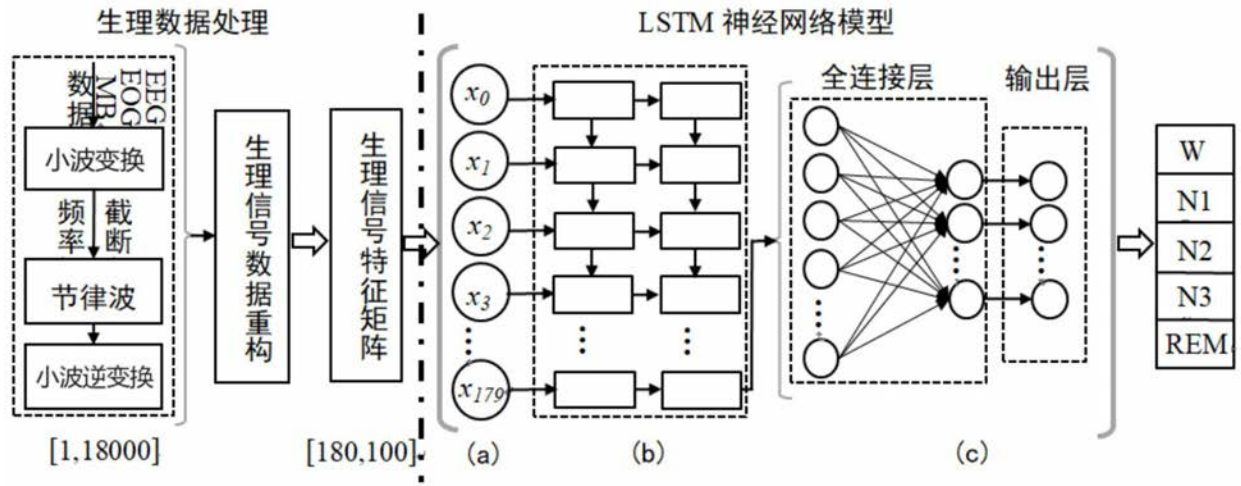 生理数据处理
LSTM 神经网络模型
EEG
EOG
MB、
数据
小波变换
频率
截断
节律波
小波逆变换
生理信号数据重构
生理信号特征矩阵
[1,18000]
[180,100]
x0
x1
x2
x3
x179
全连接层
输出层
(a)
(b)
(c)
W
N1
N2
N3
REM